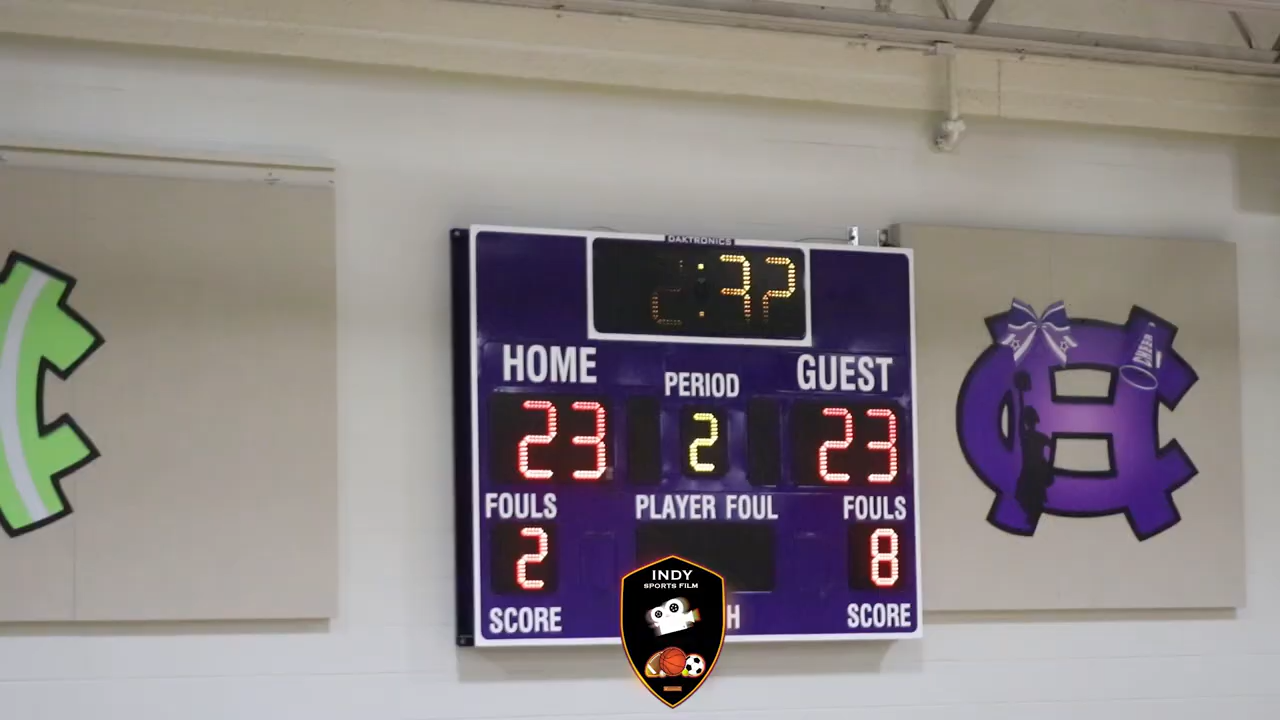 DAKTRONICS
2:32
HOME
GUEST
PERIOD
23
2
23
FOULS
PLAYER FOUL
FOULS
2
8
SCORE
H
SCORE
CHEER
INDY
SPORTS FILM